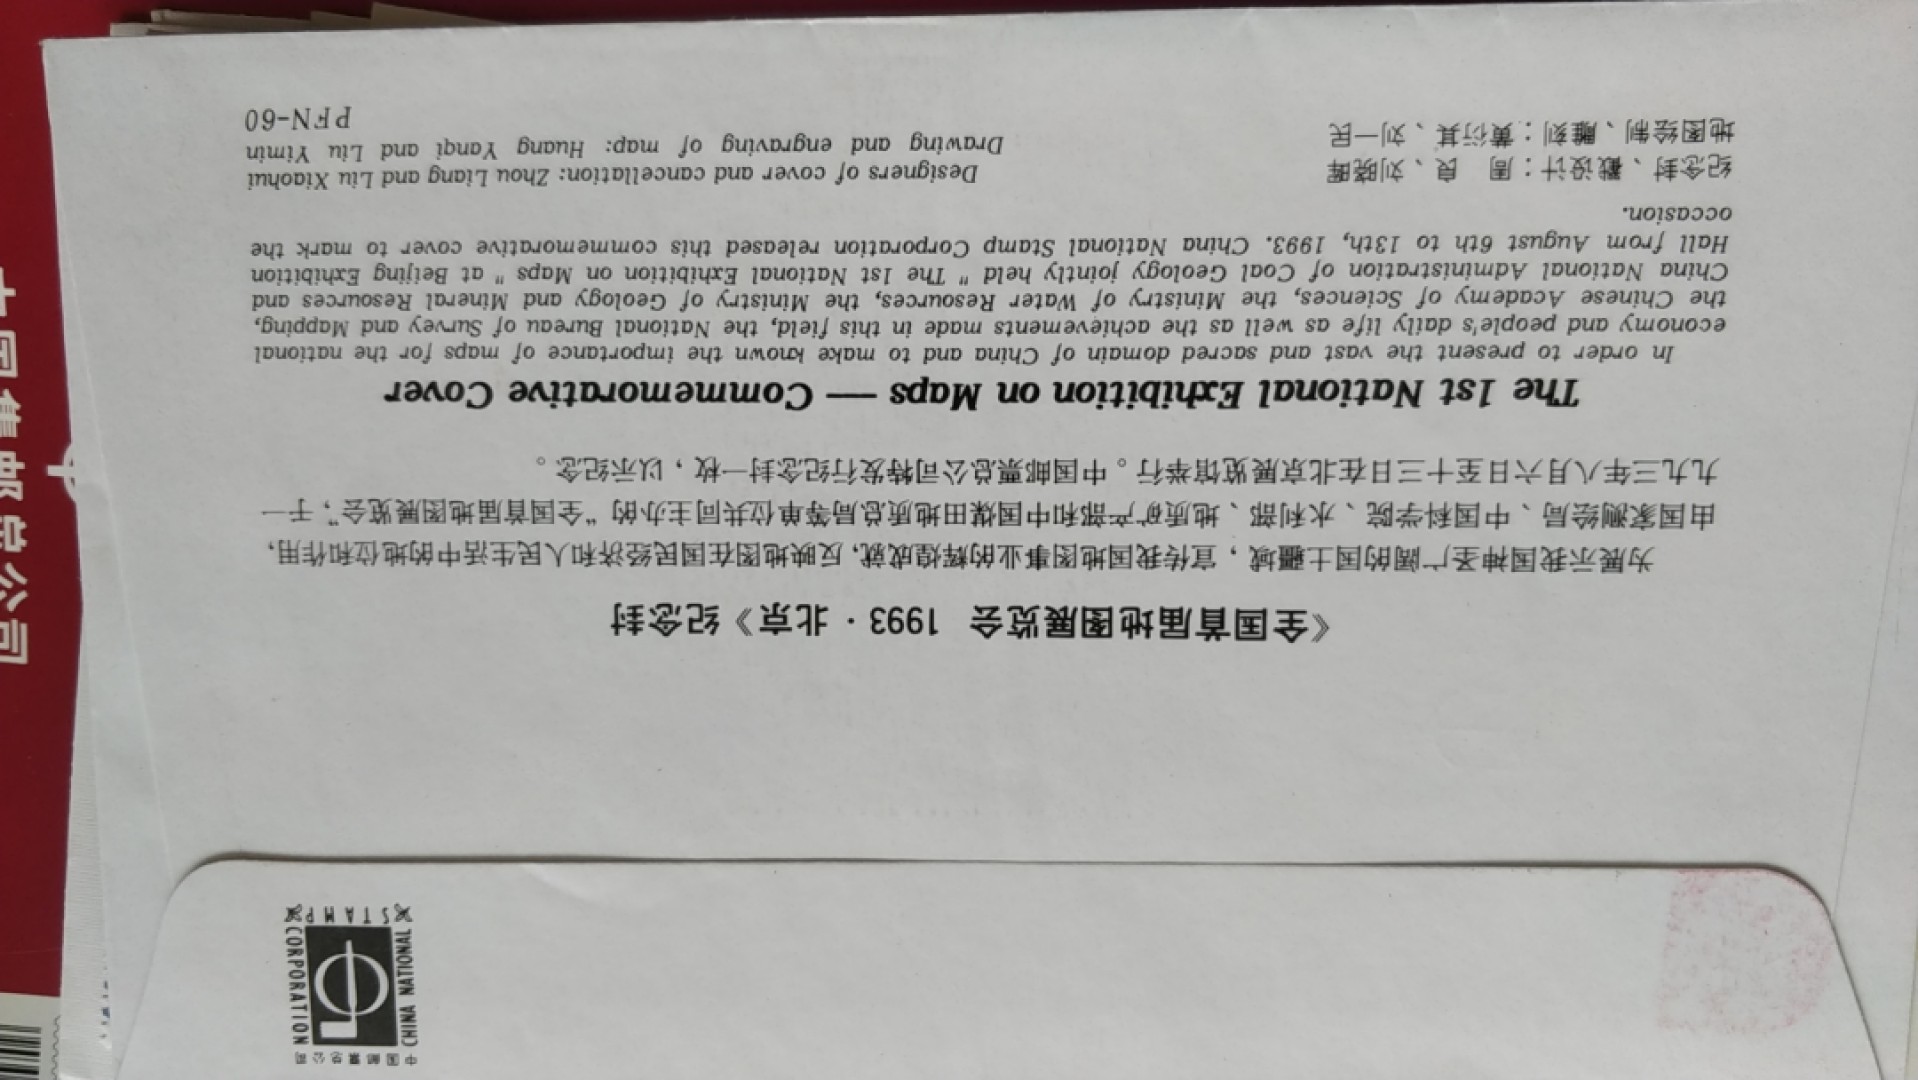 中国邮票总公司
CHINA NATIONAL
STAMP
CORPORATION
《全国首届地图展览会 1993·北京》纪念封
为展示我国神圣广阔的国土疆域，宣传我国地图事业的辉煌成就，反映地图在国民经济和人民生活中的地位和作用，
由国家测绘局、中国科学院、水利部、地质矿产部和中国煤田地质总局等单位共同主办的“全国首届地图展览会”，于一
九九三年八月六日至十三日在北京展览馆举行。中国邮票总公司特发行纪念封一枚，以示纪念。
The 1st National Exhibition on Maps — Commemorative Cover
In order to present the vast and sacred domain of China and to make known the importance of maps for the national
economy and people's daily life as well as the achievements made in this field, the National Bureau of Survey and Mapping,
the Chinese Academy of Sciences, the Ministry of Water Resources, the Ministry of Geology and Mineral Resources and
China National Administration of Coal Geology jointly held " The 1st National Exhibition on Maps " at Beijing Exhibition
Hall from August 6th to 13th, 1993. China National Stamp Corporation released this commemorative cover to mark the
occasion.
纪念封、戳设计：周 良、刘晓晖
地图绘制、雕刻：黄衍其、刘一民
Designers of cover and cancellation: Zhou Liang and Liu Xiaohui
Drawing and engraving of map: Huang Yanqi and Liu Yimin
PFN-60
中国集邮总公司